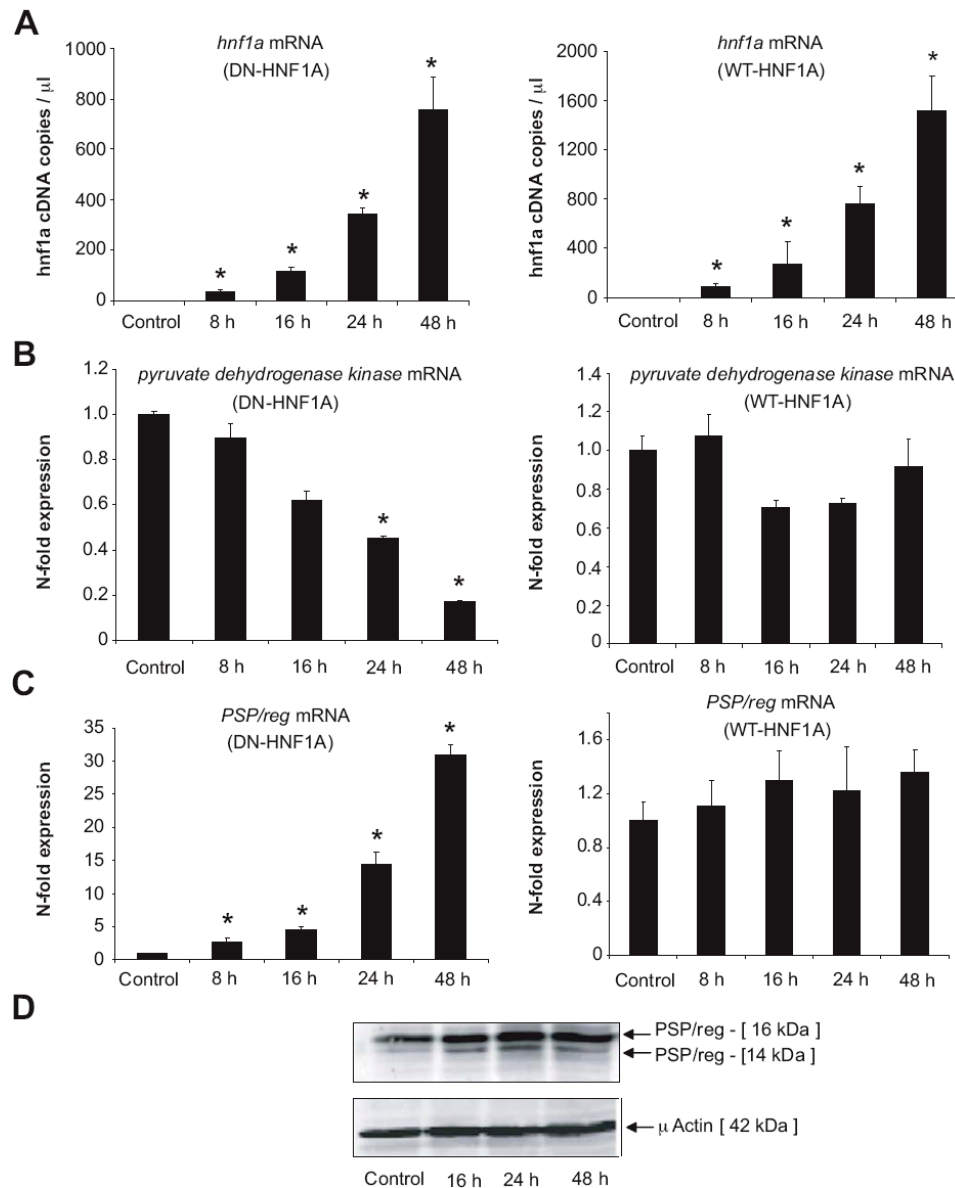 A
hnf1a mRNA
(DN-HNF1A)
hnf1a cDNA copies / µl
1000
800
600
400
200
0
* * * *
Control 8 h 16 h 24 h 48 h
hnf1a mRNA
(WT-HNF1A)
hnf1a cDNA copies / µl
2000
1600
1200
800
400
0
* * * *
Control 8 h 16 h 24 h 48 h
B
pyruvate dehydrogenase kinase mRNA
(DN-HNF1A)
N-fold expression
1.2
1.0
0.8
0.6
0.4
0.2
0
* *
Control 8 h 16 h 24 h 48 h
pyruvate dehydrogenase kinase mRNA
(WT-HNF1A)
N-fold expression
1.4
1.2
1.0
0.8
0.6
0.4
0.2
0
Control 8 h 16 h 24 h 48 h
C
PSP/reg mRNA
(DN-HNF1A)
N-fold expression
35
30
25
20
15
10
5
0
* * * *
Control 8 h 16 h 24 h 48 h
PSP/reg mRNA
(WT-HNF1A)
N-fold expression
1.6
1.2
0.8
0.4
0
Control 8 h 16 h 24 h 48 h
D
PSP/reg - [ 16 kDa ]
PSP/reg - [14 kDa ]
µ Actin [ 42 kDa ]
Control 16 h 24 h 48 h